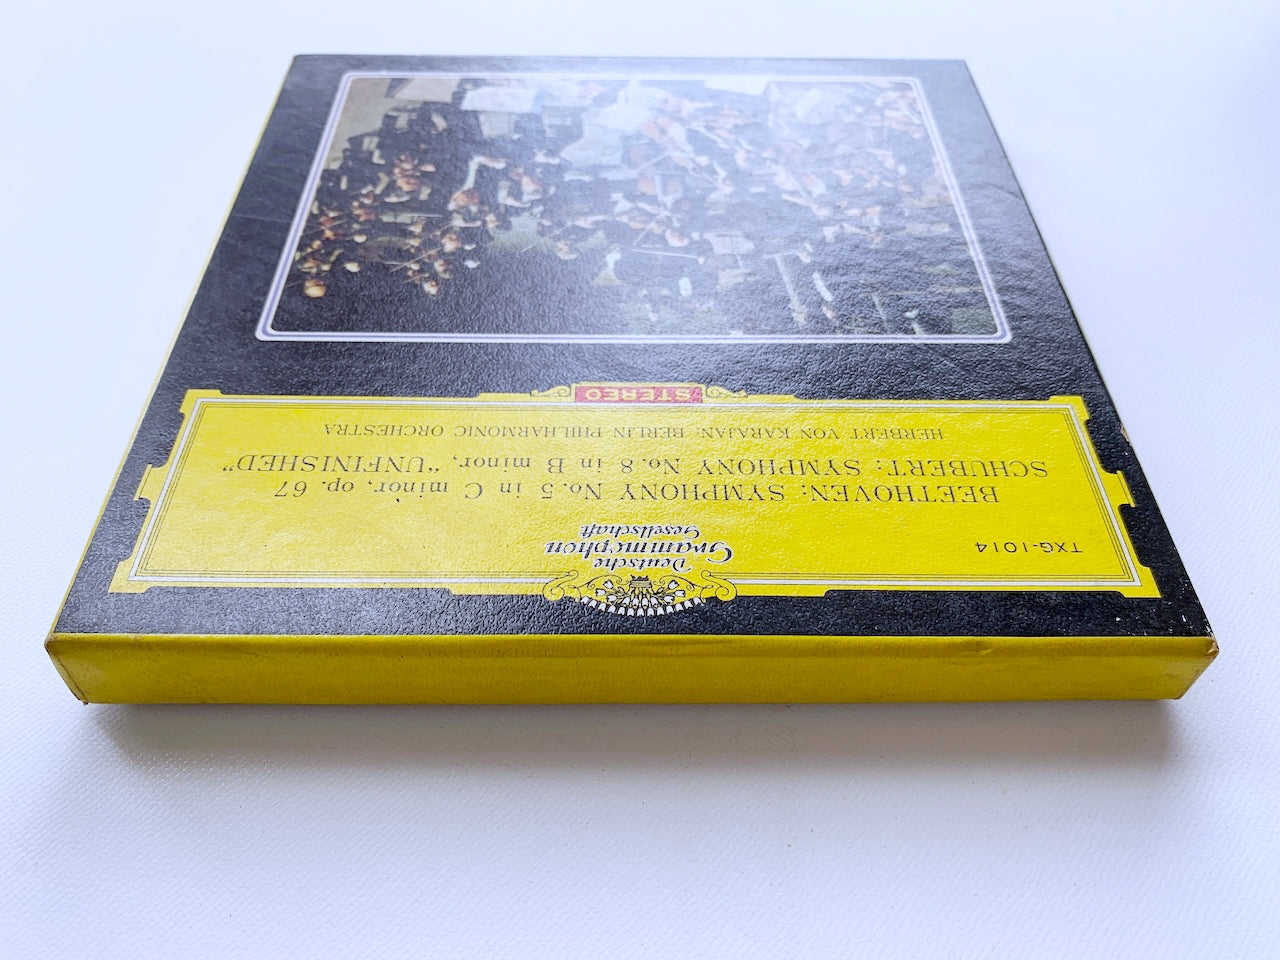 TXG-1014
Deutsche
Grammophon
Gesellschaft
BEETHOVEN: SYMPHONY No.5 in C minor, op. 67
SCHUBERT: SYMPHONY No.8 in B minor, "UNFINISHED"
HERBERT VON KARAJAN: BERLIN PHILHARMONIC ORCHESTRA
STEREO